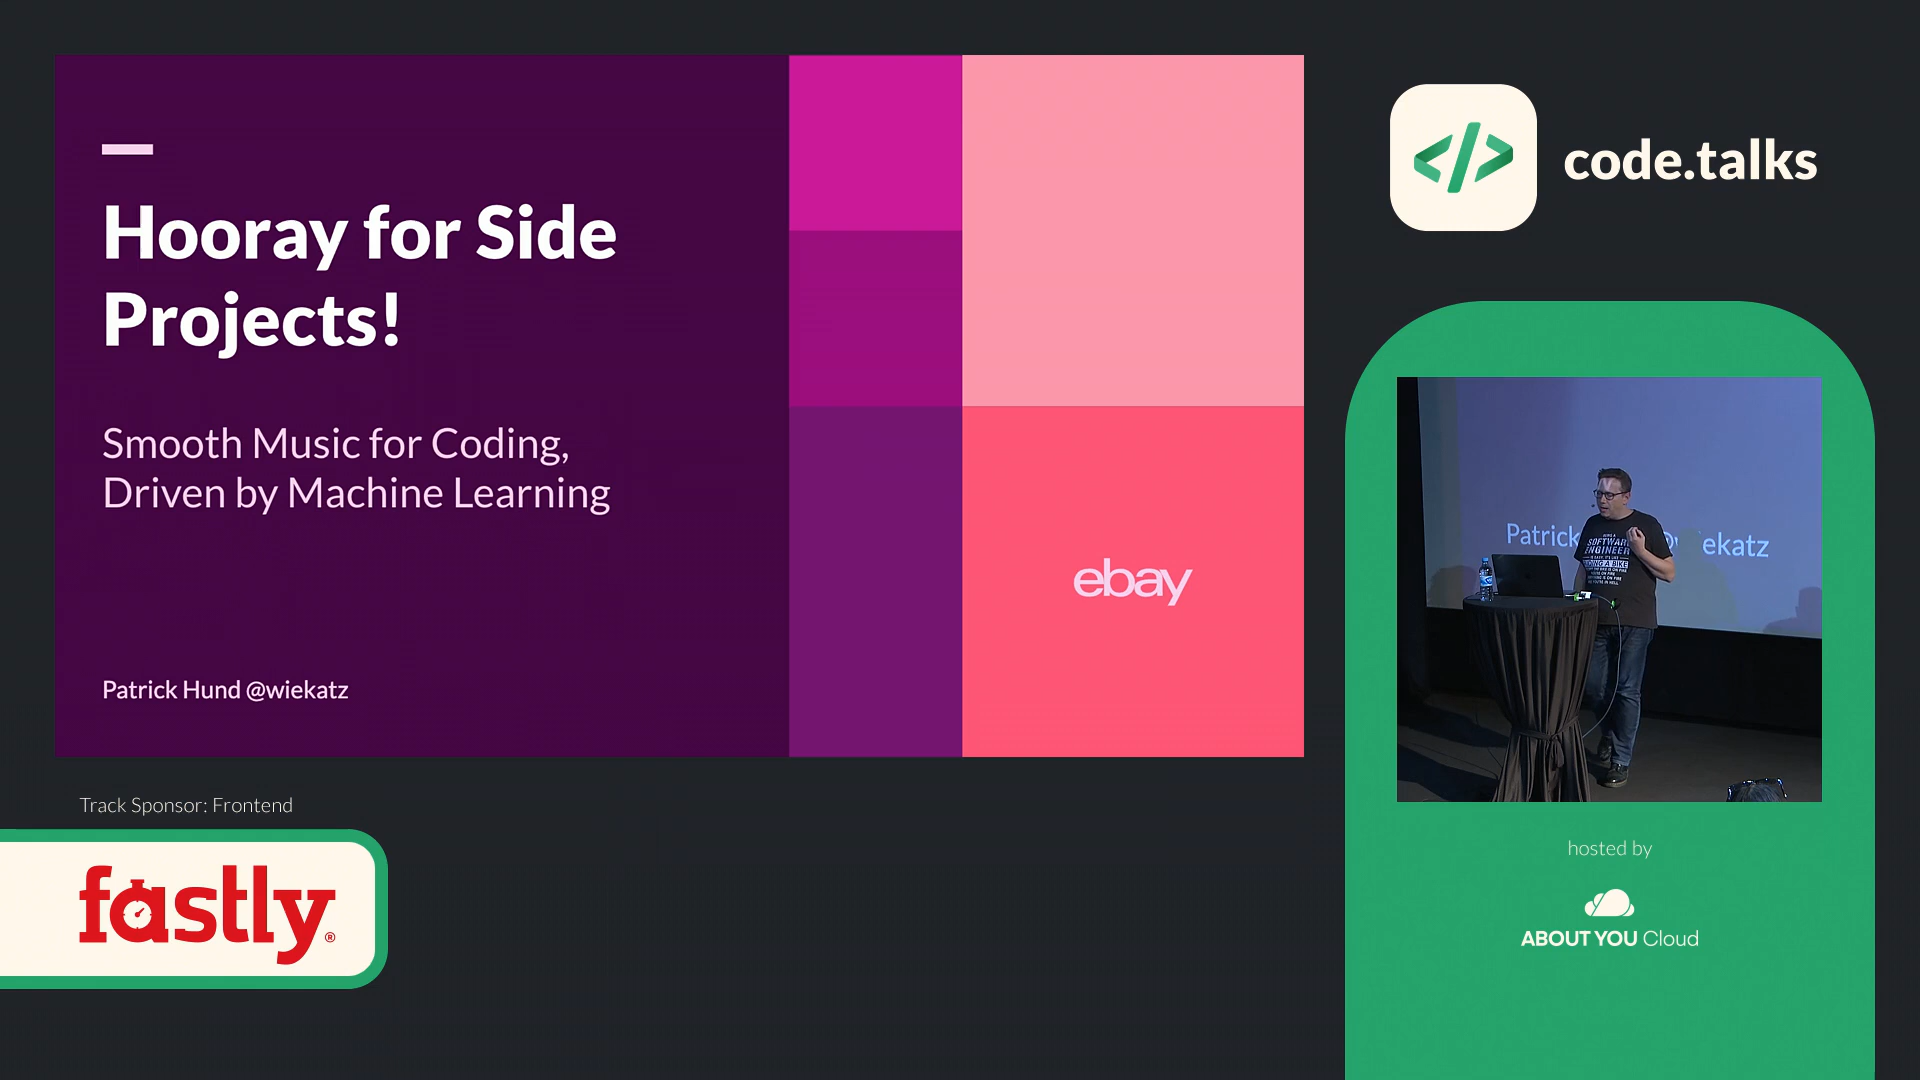 Hooray for Side
Projects!
Smooth Music for Coding,
Driven by Machine Learning
ebay
Patrick Hund @wiekatz
</> code.talks
Patrick
ekatz
SOFTWARE
ENGINEER
hosted by
ABOUT YOU Cloud
Track Sponsor: Frontend
fastly®